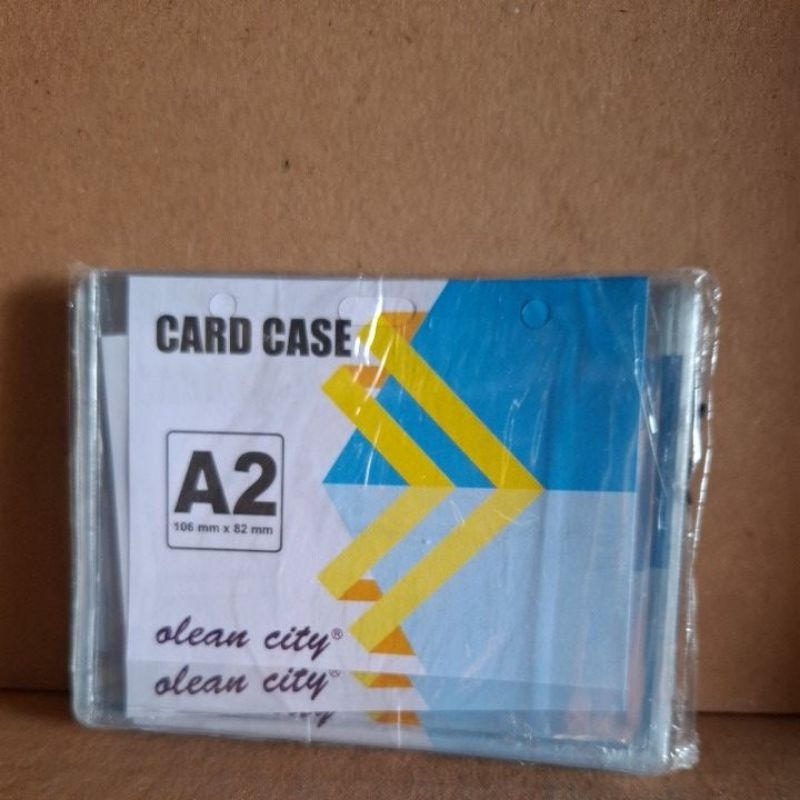 CARD CASE
A2
106 mm x 82 mm
olean city®
olean city®